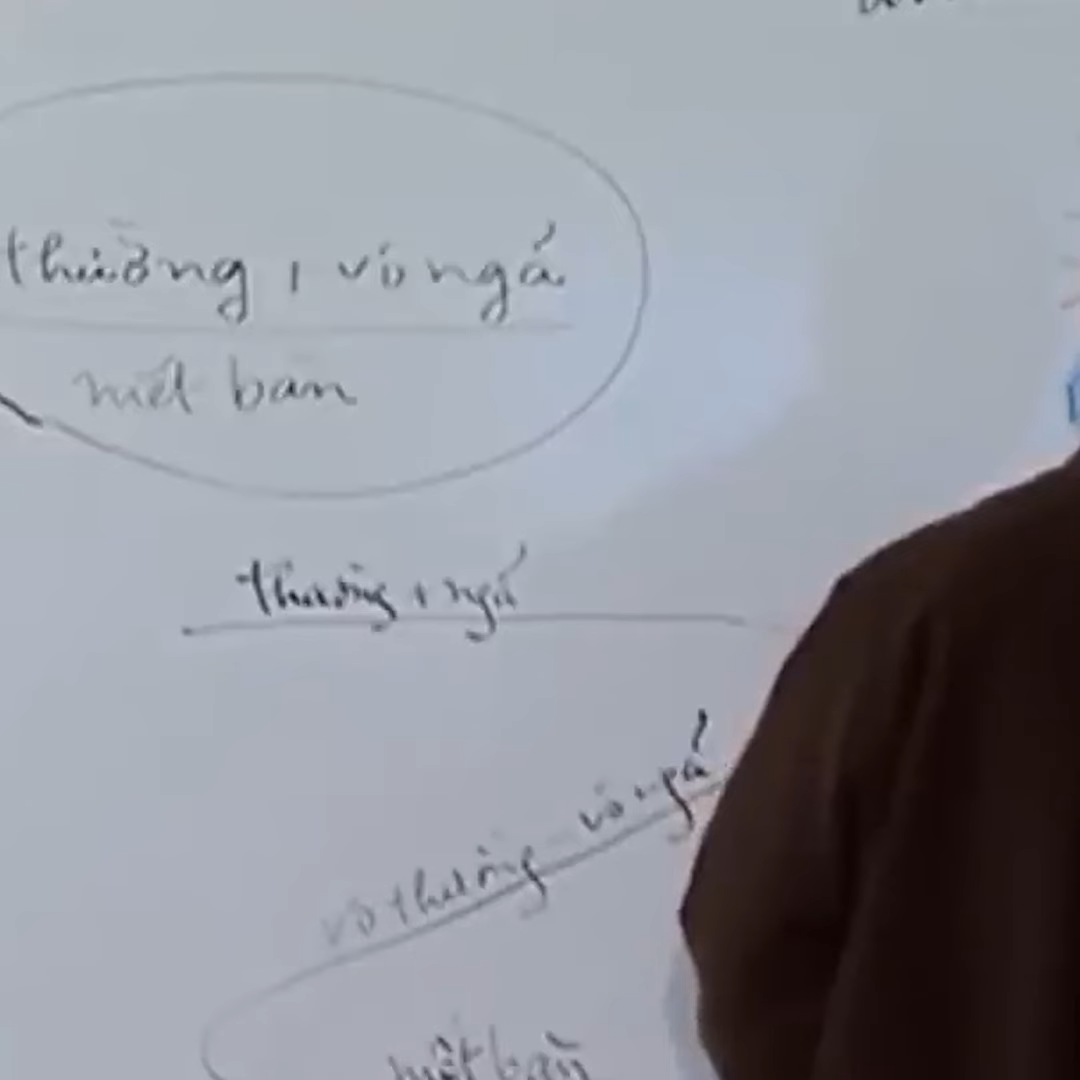 thường, vô ngã
niết bàn
thường, ngã
vô thường - vô ngã
niết bàn